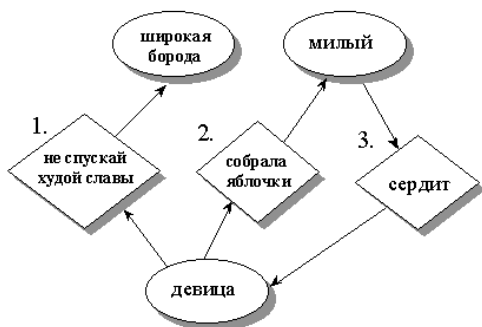 широкая
борода
милый
1.
не спускай
худой славы
2.
собрала
яблочки
3.
сердит
девица